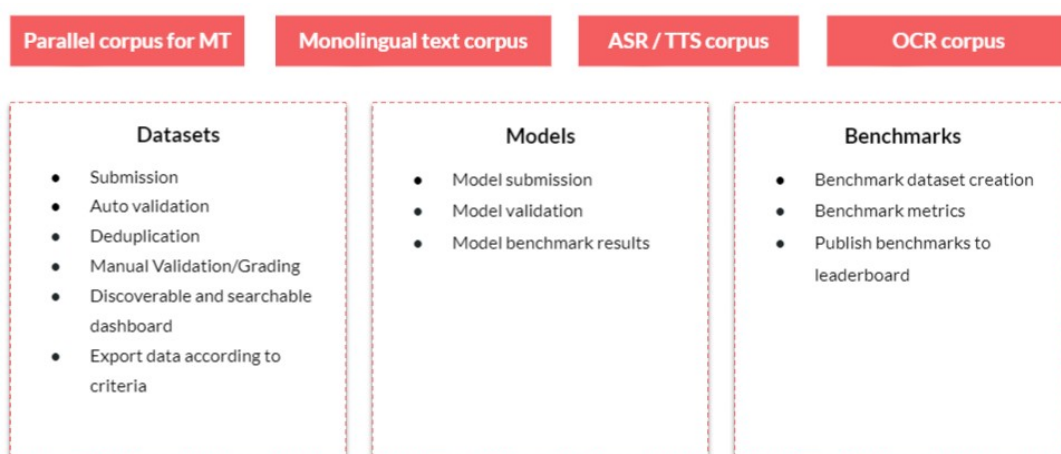 Parallel corpus for MT
Monolingual text corpus
ASR / TTS corpus
OCR corpus
Datasets
● Submission
● Auto validation
● Deduplication
● Manual Validation/Grading
● Discoverable and searchable
dashboard
● Export data according to
criteria
Models
● Model submission
● Model validation
● Model benchmark results
Benchmarks
● Benchmark dataset creation
● Benchmark metrics
● Publish benchmarks to
leaderboard